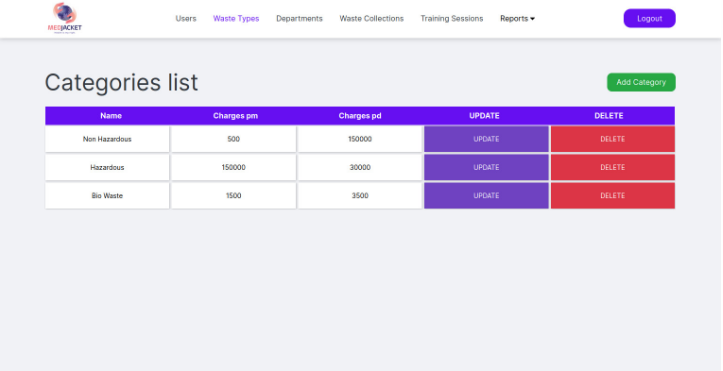 MEDJACKET
Users Waste Types Departments Waste Collections Training Sessions Reports Logout
Categories list
Add Category
Name Charges pm Charges pd UPDATE DELETE
Non Hazardous 500 150000 UPDATE DELETE
Hazardous 150000 30000 UPDATE DELETE
Bio Waste 1500 3500 UPDATE DELETE